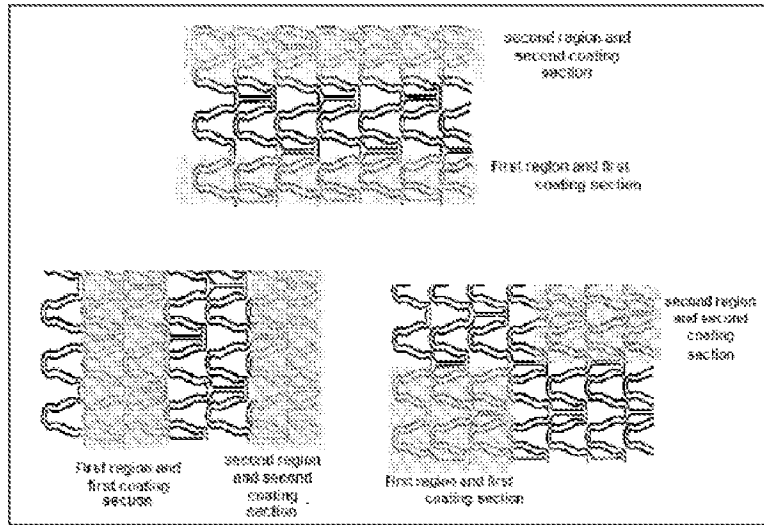 second region and
second coating
section
First region and first
coating section
First region and
first coating
section
second region
and second
coating
section
First region and first
coating section
second region
and second
coating
section